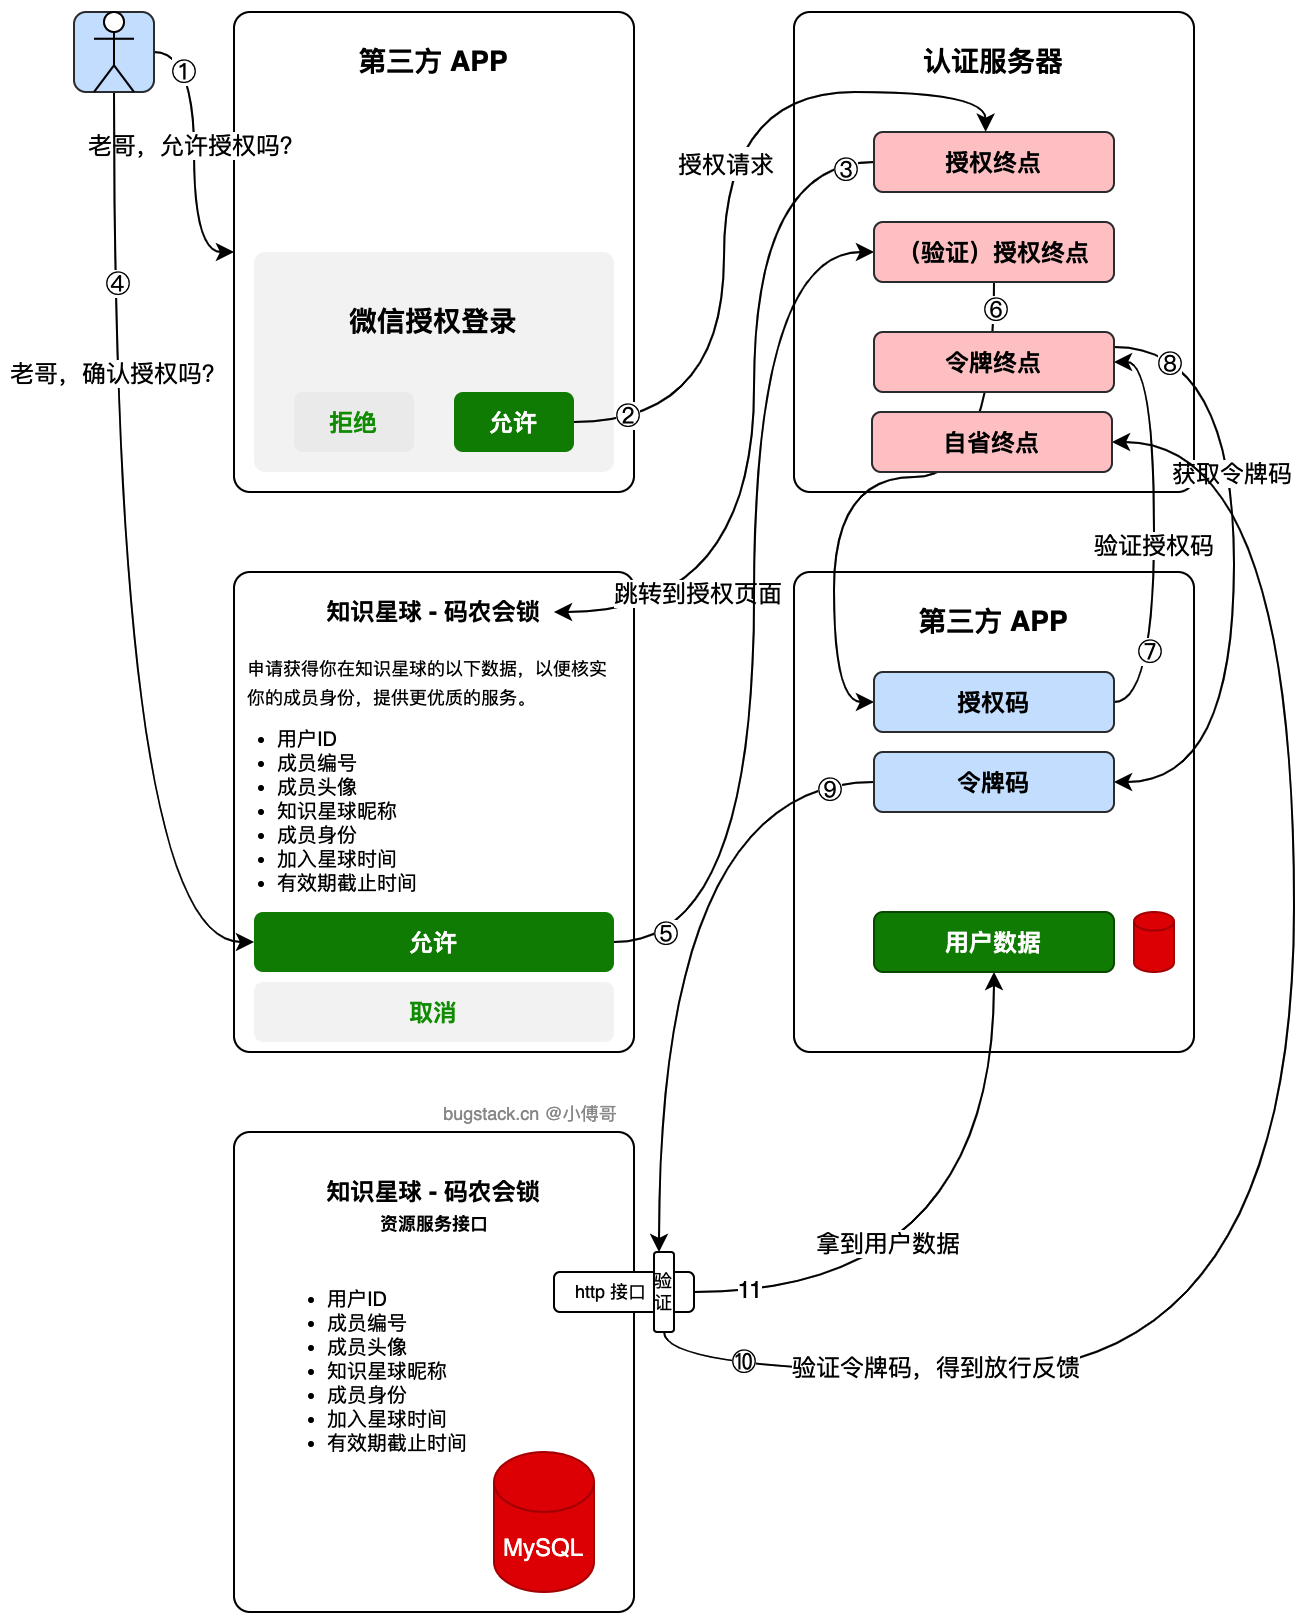 ①
老哥，允许授权吗？
④
老哥，确认授权吗？
第三方 APP
微信授权登录
拒绝
允许
②
授权请求
认证服务器
③
授权终点
（验证）授权终点
⑥
令牌终点
⑧
自省终点
获取令牌码
验证授权码
跳转到授权页面
知识星球 - 码农会锁
申请获得你在知识星球的以下数据，以便核实
你的成员身份，提供更优质的服务。
• 用户ID
• 成员编号
• 成员头像
• 知识星球昵称
• 成员身份
• 加入星球时间
• 有效期截止时间
允许
⑤
取消
第三方 APP
⑦
授权码
令牌码
⑨
用户数据
bugstack.cn @小傅哥
知识星球 - 码农会锁
资源服务接口
• 用户ID
• 成员编号
• 成员头像
• 知识星球昵称
• 成员身份
• 加入星球时间
• 有效期截止时间
MySQL
http 接口
验
证
11
拿到用户数据
⑩
验证令牌码，得到放行反馈